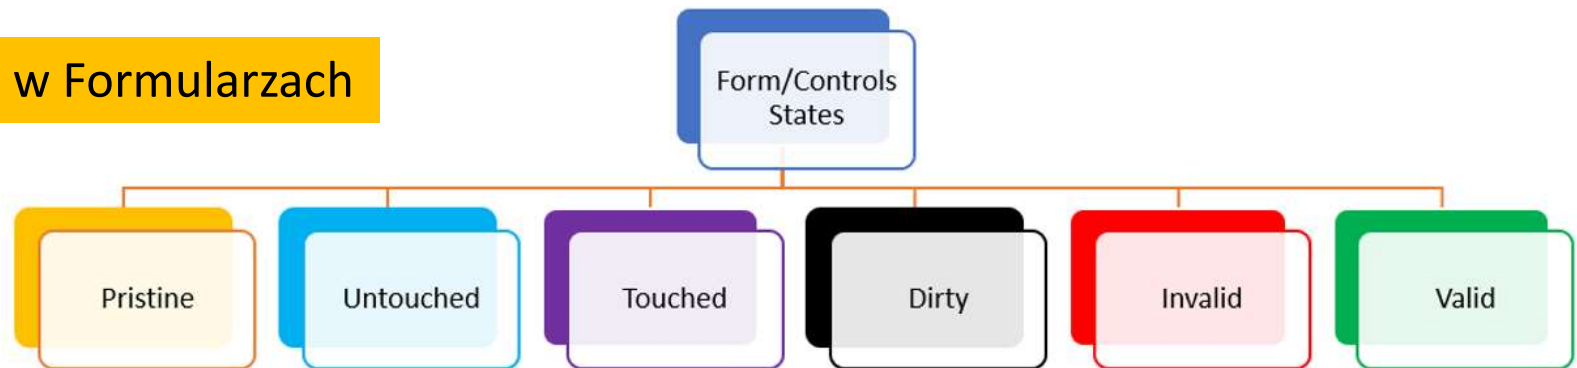 w Formularzach
Form/Controls
States
Pristine
Untouched
Touched
Dirty
Invalid
Valid